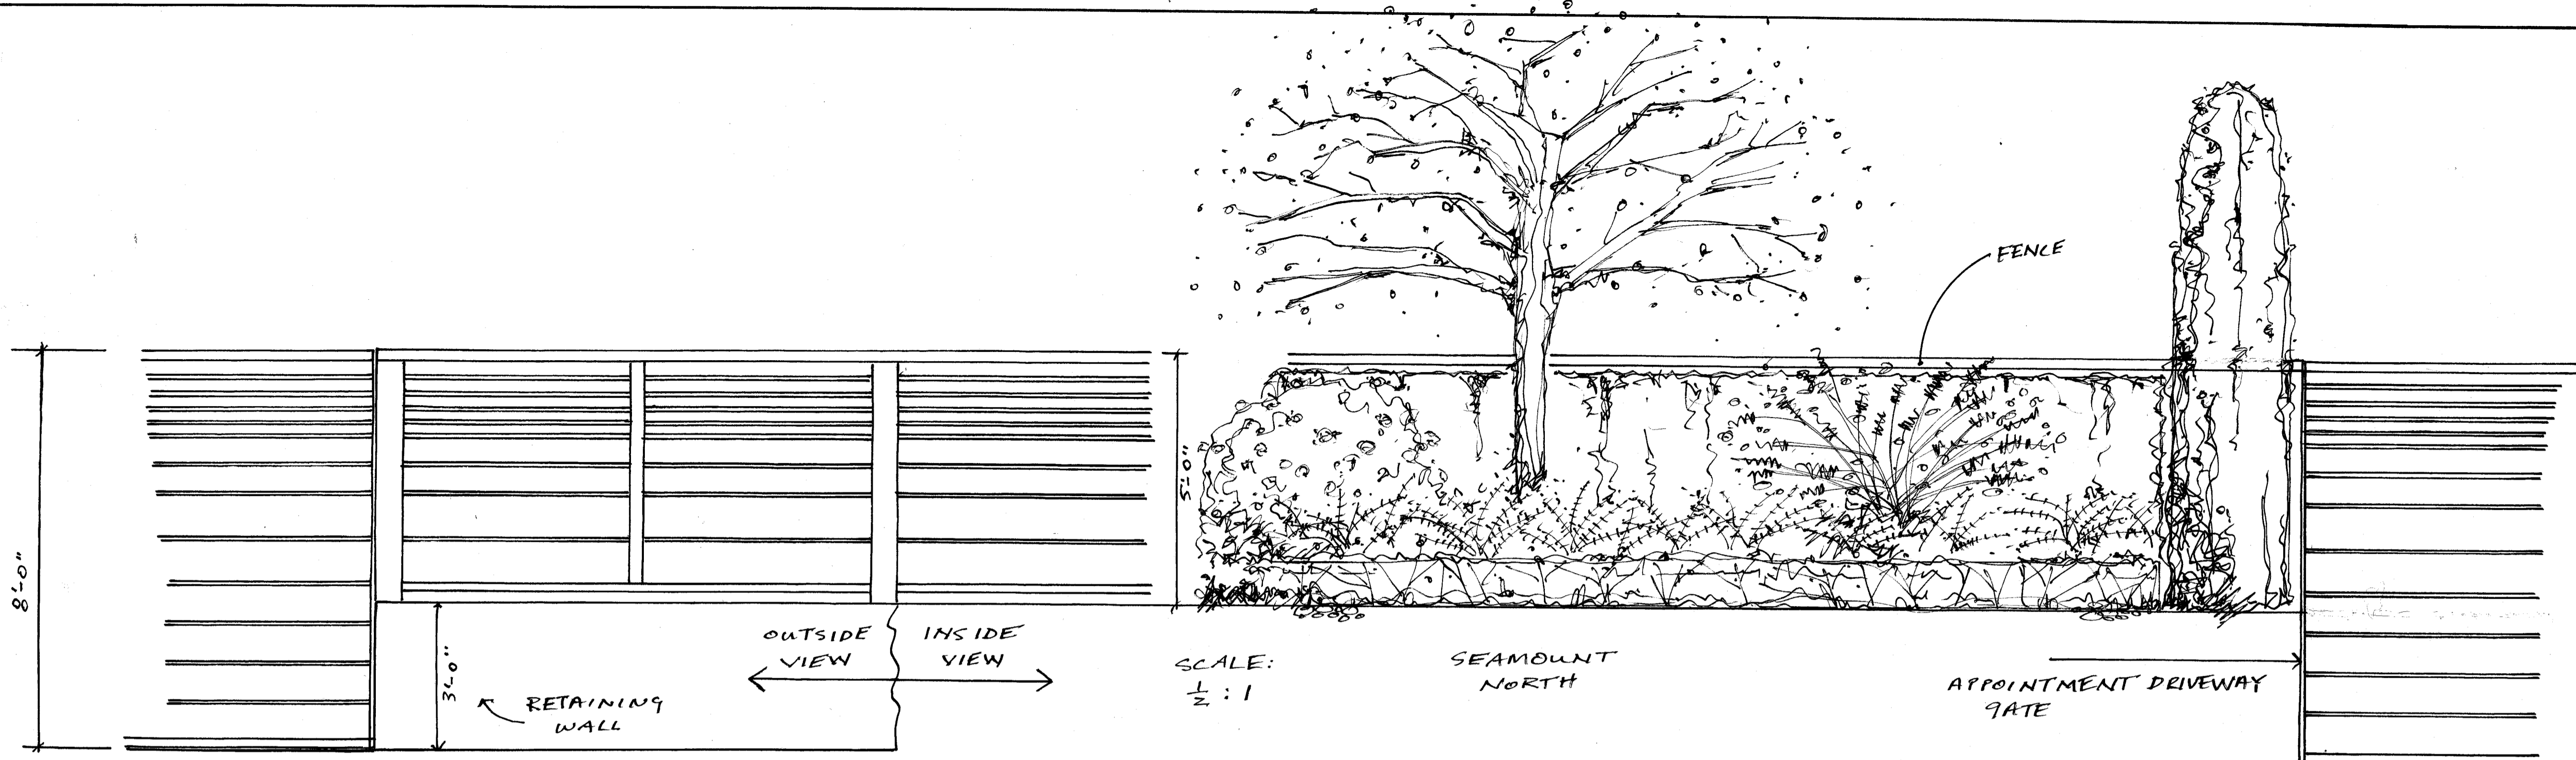 FENCE
8'-0"
5'-0"
OUTSIDE
VIEW
INSIDE
VIEW
3'-0"
RETAINING
WALL
SCALE:
1/2 : 1
SEAMOUNT
NORTH
APPOINTMENT DRIVEWAY
GATE